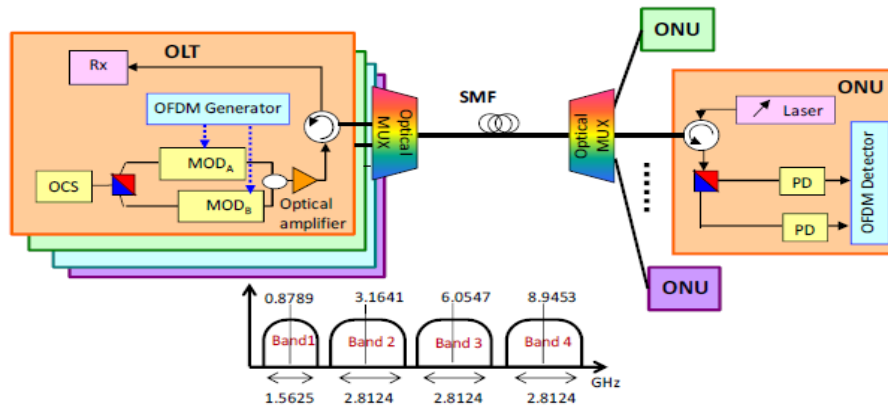 OLT
Rx
OFDM Generator
OCS
MOD_A
MOD_B
Optical
amplifier
Optical
MUX
SMF
Optical
MUX
ONU
ONU
Laser
PD
PD
OFDM Detector
ONU
0.8789 3.1641 6.0547 8.9453
Band1 Band 2 Band 3 Band 4
GHz
1.5625 2.8124 2.8124 2.8124